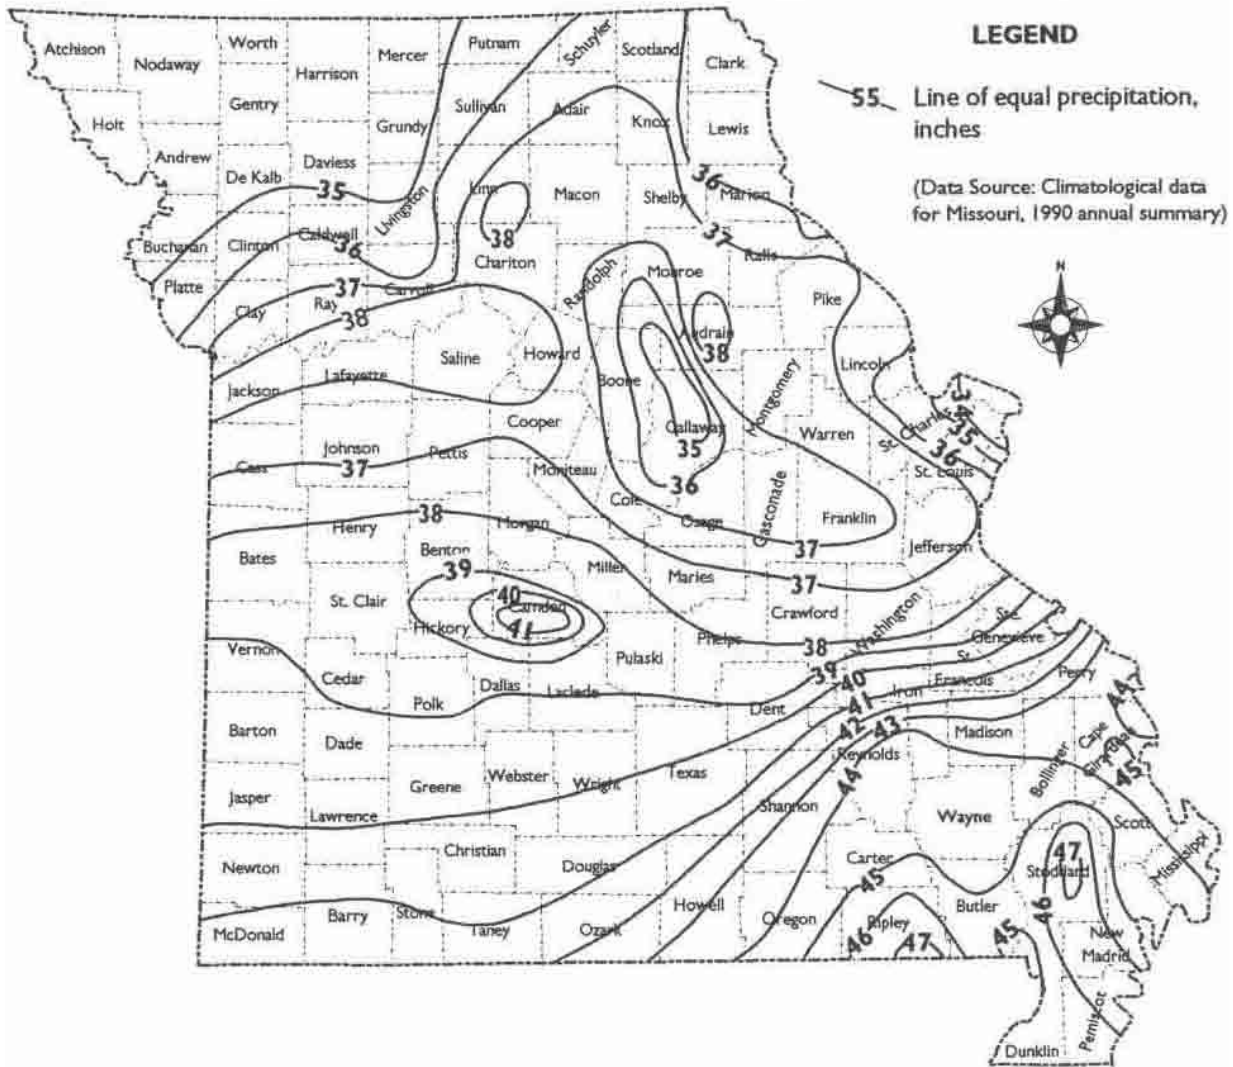 LEGEND
55 Line of equal precipitation,
inches
(Data Source: Climatological data
for Missouri, 1990 annual summary)
N
Atchison
Nodaway
Worth
Harrison
Mercer
Putnam
Schuyler
Scotland
Clark
Gentry
Sullivan
Adair
Knox
Lewis
Holt
Grundy
Andrew
De Kalb
Daviess
35
Livingston
Linn
Macon
Shelby
36
Marion
Buchanan
Clinton
Caldwell
36
38
Chariton
Randolph
Monroe
37
Ralls
Platte
37
Carroll
Clay
Ray
38
Pike
Audrain
38
Saline
Howard
Lincoln
Jackson
Lafayette
Boone
Callaway
35
Montgomery
Warren
St. Charles
34
35
36
St. Louis
Cooper
Johnson
Pettis
Cass
37
Moniteau
36
Cole
Osage
Gasconade
Franklin
37
Jefferson
38
Henry
Morgan
Bates
Benton
39
Miller
Maries
37
Crawford
Washington
St. Clair
40
Camden
41
Hickory
Phelps
38
Ste.
Genevieve
St.
Francois
Vernon
Pulaski
39
40
Iron
Perry
Cedar
Polk
Dallas
Laclede
Dent
41
42
43
Madison
44
Cape
Girardeau
45
Barton
Dade
Reynolds
Bollinger
Jasper
Greene
Webster
Wright
Texas
44
Shannon
Lawrence
Wayne
Scott
Mississippi
Newton
Christian
Douglas
Carter
45
47
Stoddard
46
McDonald
Barry
Stone
Taney
Ozark
Howell
Oregon
Ripley
46
47
Butler
45
New
Madrid
Pemiscot
Dunklin